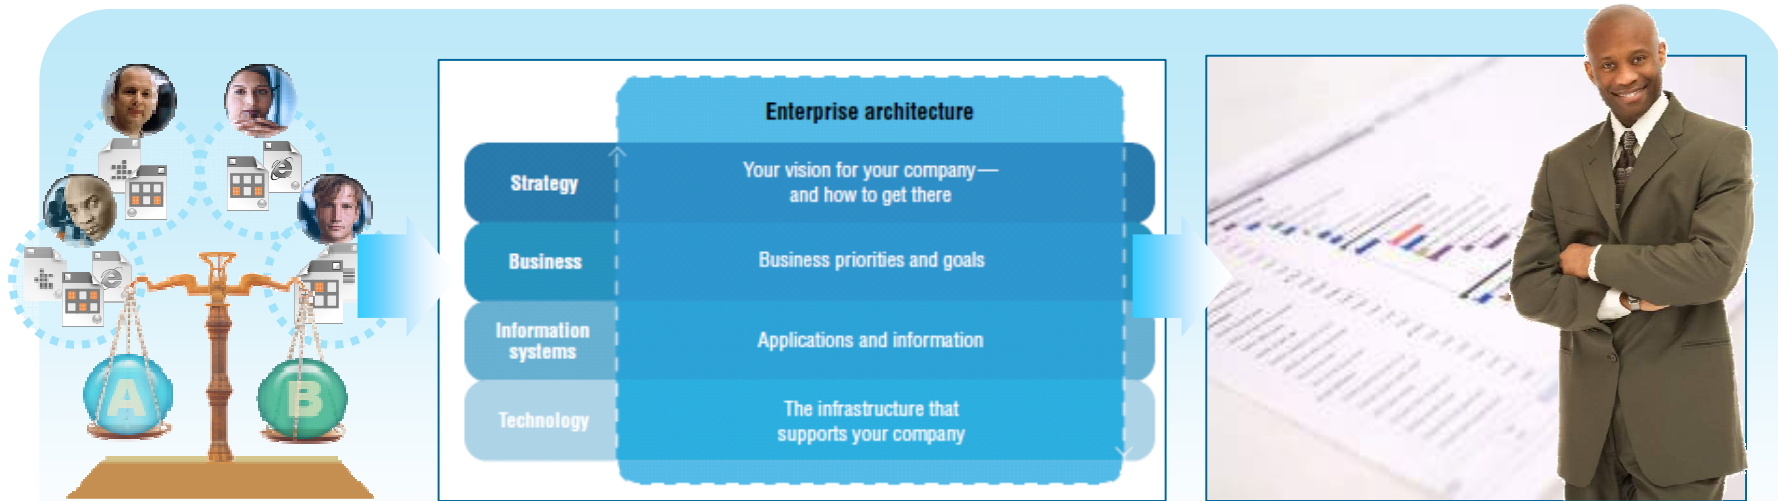 A
B
Enterprise architecture
Strategy
Your vision for your company—
and how to get there
Business
Business priorities and goals
Information
systems
Applications and information
Technology
The infrastructure that
supports your company